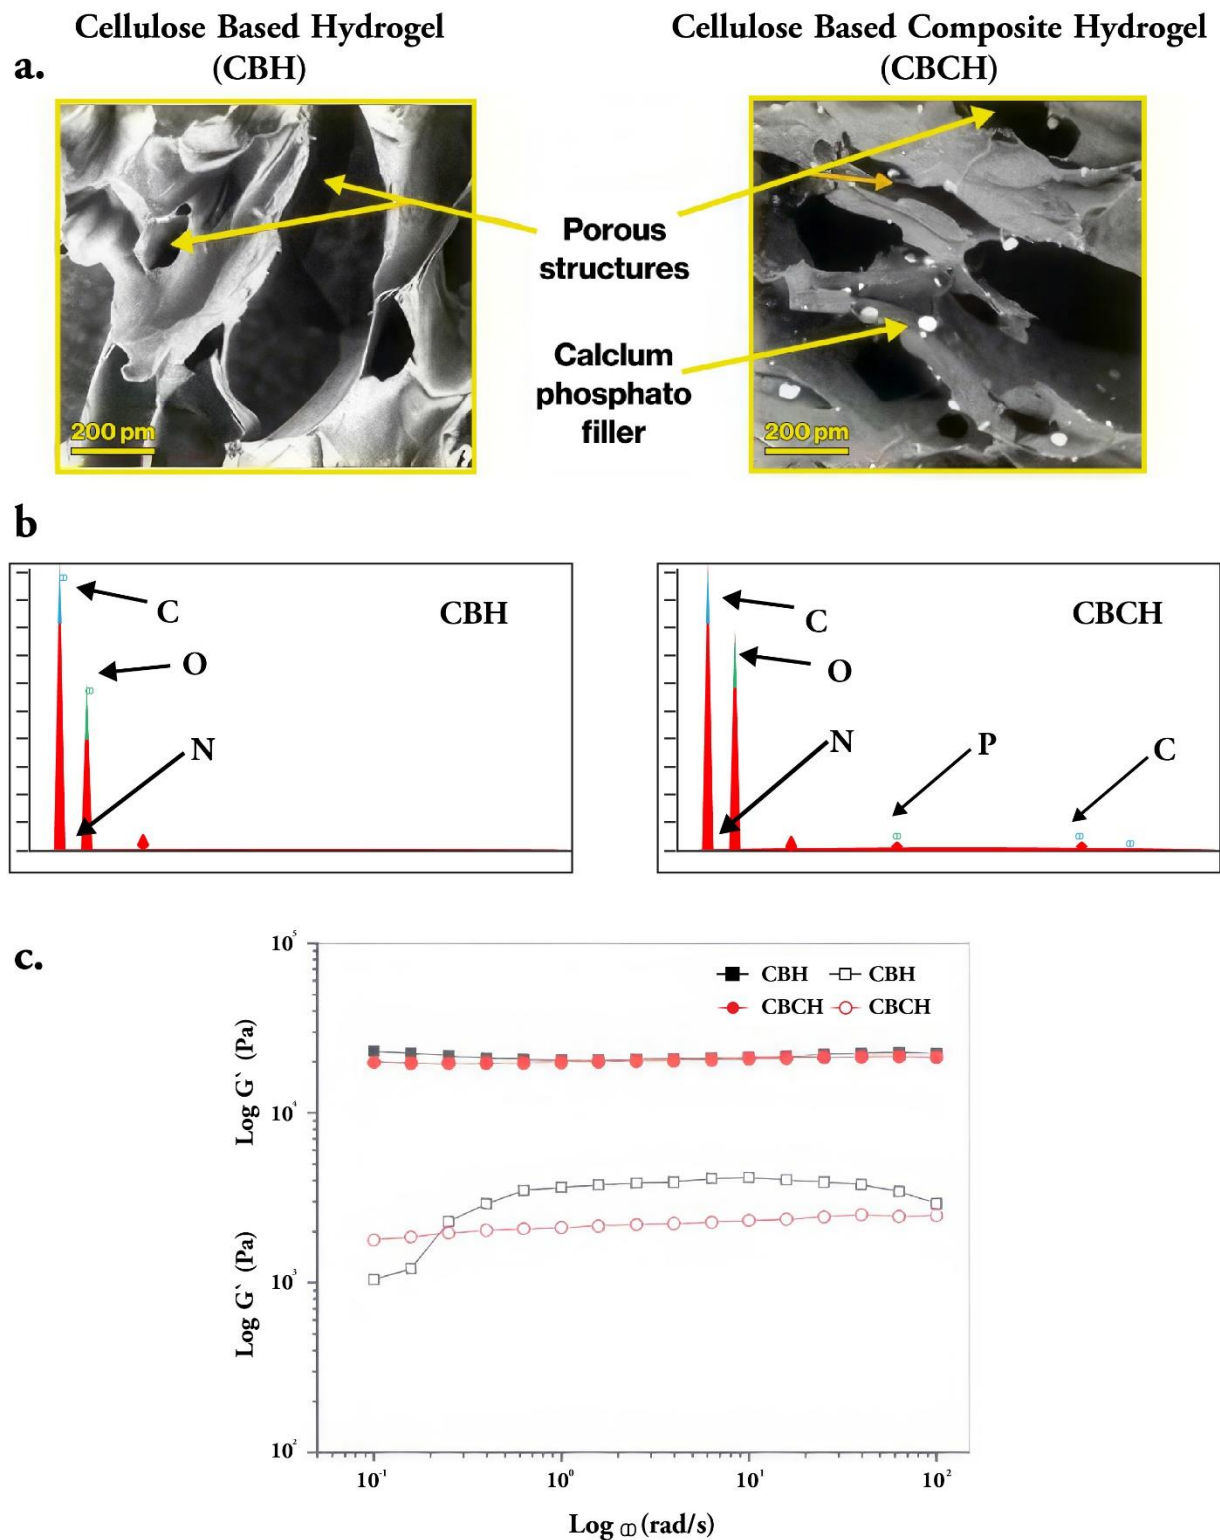 Cellulose Based Hydrogel
(CBH)
Cellulose Based Composite Hydrogel
(CBCH)
a.
Porous
structures
Calclum
phosphato
filler
200 pm
200 pm
b
C
O
N
CBH
C
O
N
P
C
CBCH
c.
10⁵
10⁴
10³
10²
Log G` (Pa)
Log G` (Pa)
CBH
CBH
CBCH
CBCH
10⁻¹
10⁰
10¹
10²
Log ω (rad/s)